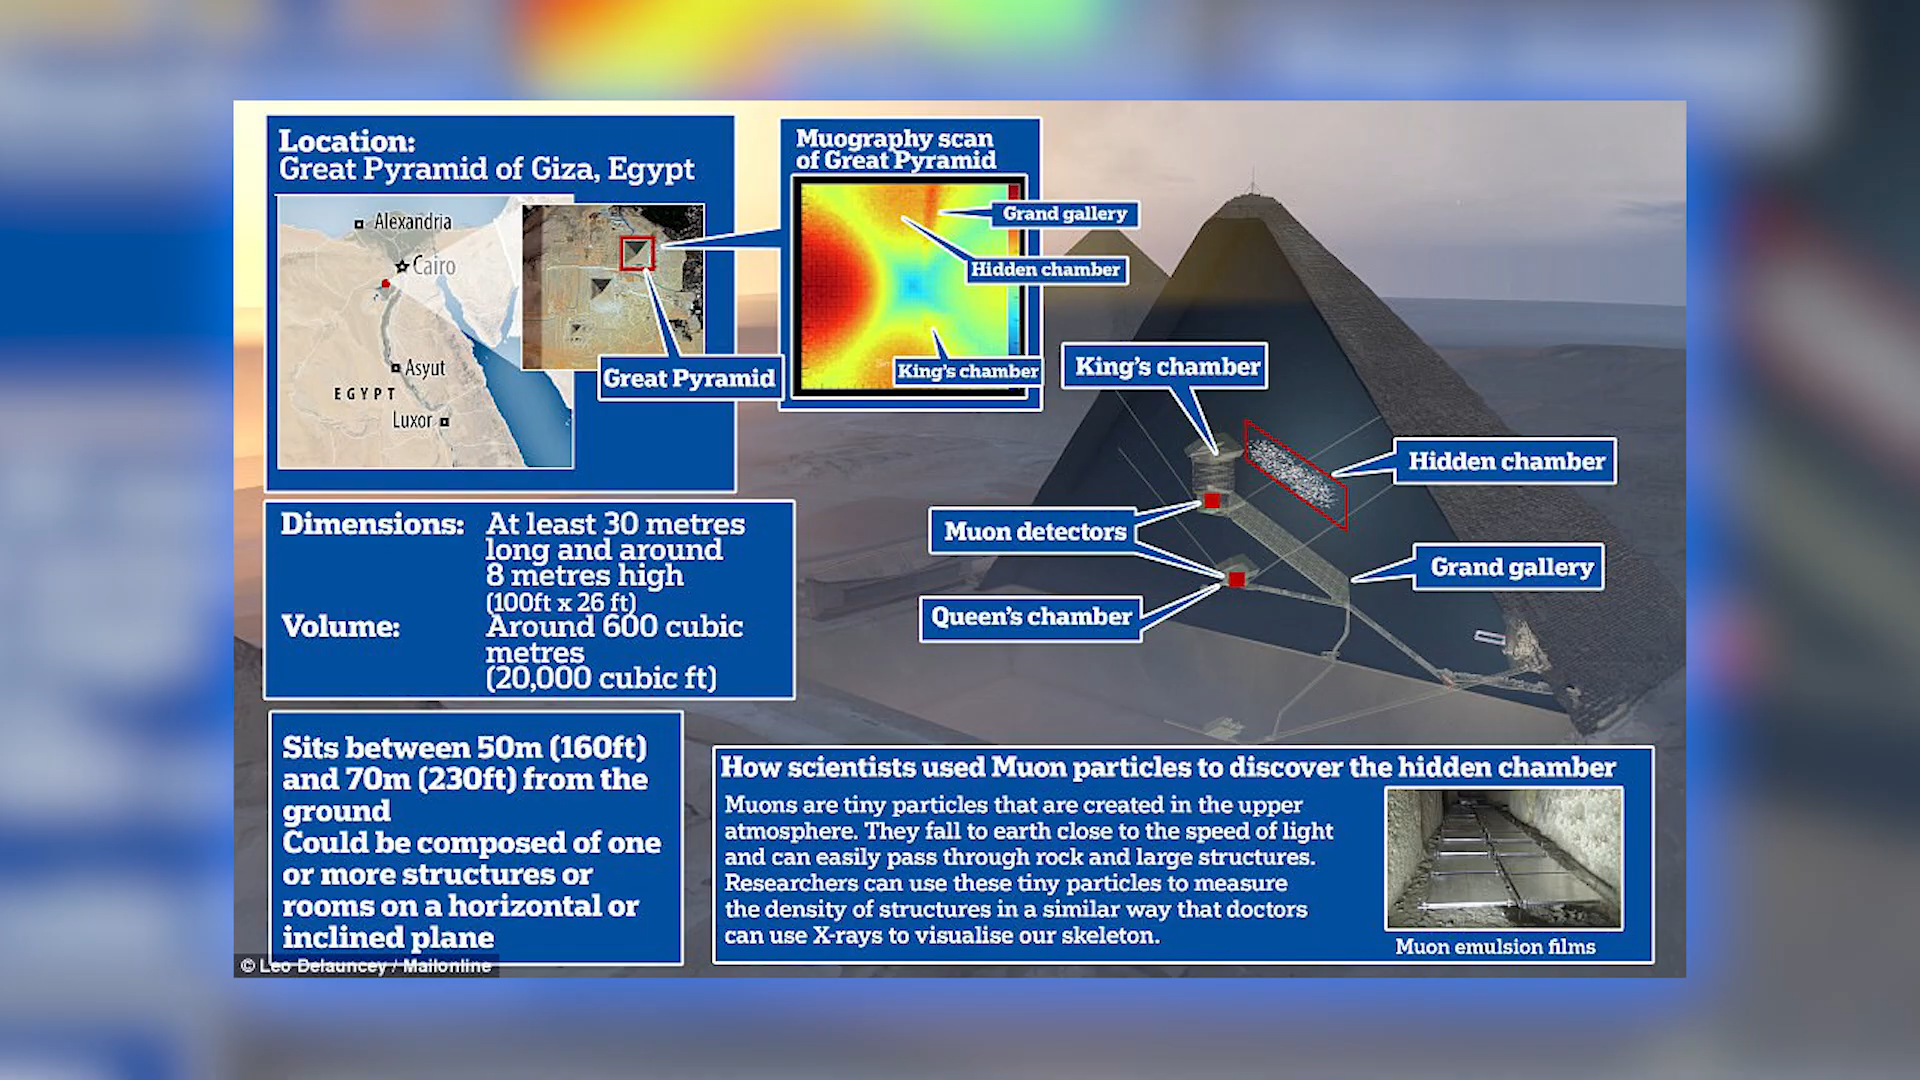 Location:
Great Pyramid of Giza, Egypt
Alexandria
Cairo
Asyut
EGYPT
Luxor
Great Pyramid
Muography scan
of Great Pyramid
Grand gallery
Hidden chamber
King's chamber
King's chamber
Hidden chamber
Muon detectors
Grand gallery
Queen's chamber
Dimensions: At least 30 metres
long and around
8 metres high
(100ft x 26 ft)
Volume: Around 600 cubic
metres
(20,000 cubic ft)
Sits between 50m (160ft)
and 70m (230ft) from the
ground
Could be composed of one
or more structures or
rooms on a horizontal or
inclined plane
How scientists used Muon particles to discover the hidden chamber
Muons are tiny particles that are created in the upper
atmosphere. They fall to earth close to the speed of light
and can easily pass through rock and large structures.
Researchers can use these tiny particles to measure
the density of structures in a similar way that doctors
can use X-rays to visualise our skeleton.
Muon emulsion films
© Leo Delauncey / Mailonline